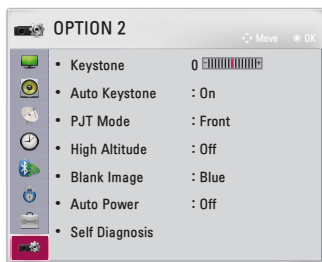 OPTION 2
Move OK
• Keystone 0 - +
• Auto Keystone : On
• PJT Mode : Front
• High Altitude : Off
• Blank Image : Blue
• Auto Power : Off
• Self Diagnosis